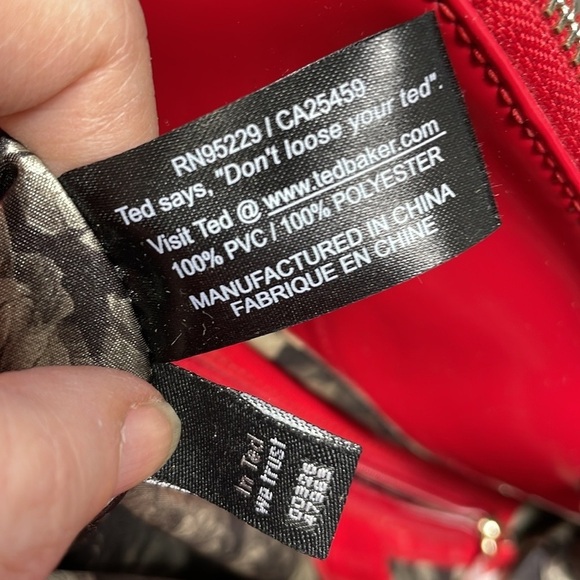 RN95229 / CA25459
Ted says, "Don't loose your ted".
Visit Ted @ www.tedbaker.com
100% PVC / 100% POLYESTER
MANUFACTURED IN CHINA
FABRIQUE EN CHINE
In Ted
we trust